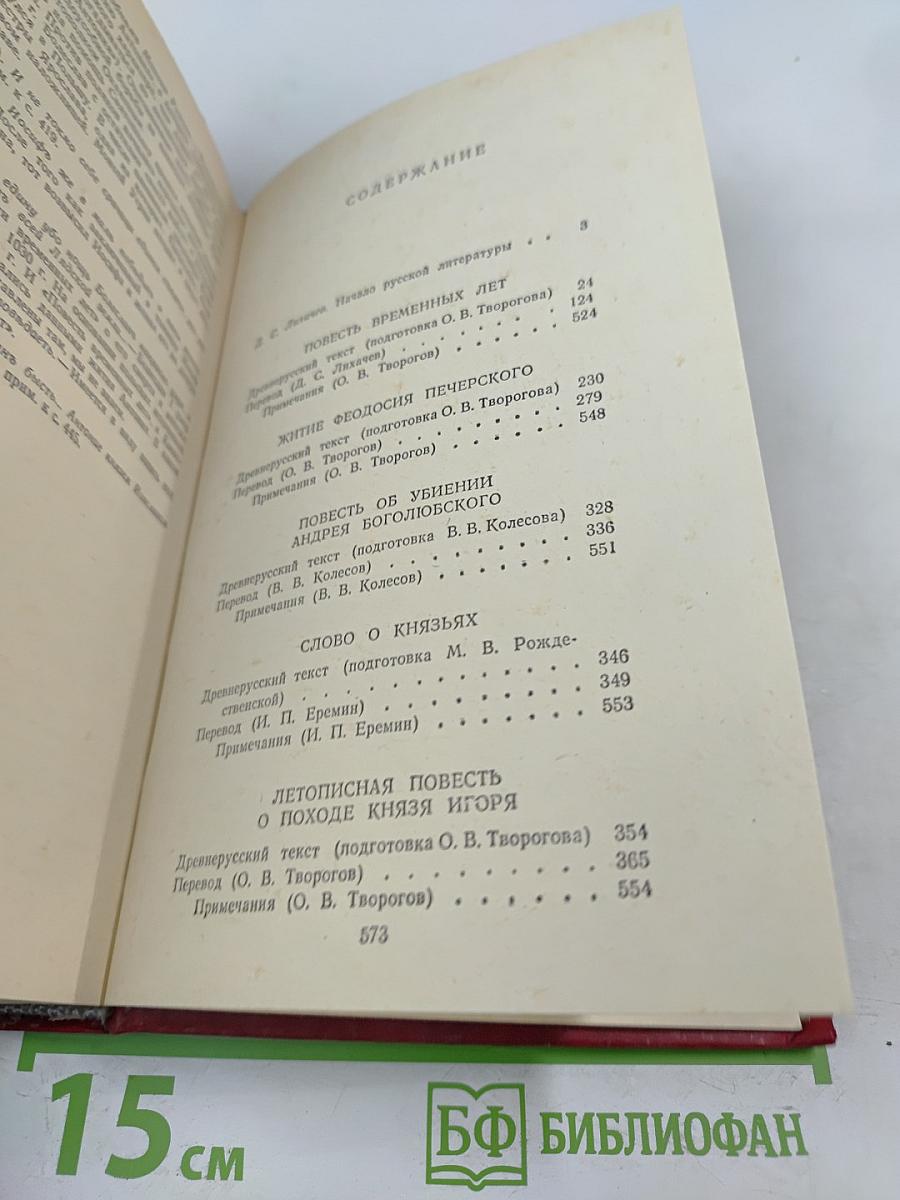 СОДЕРЖАНИЕ
Д. С. Лихачев. Начало русской литературы . . 3
ПОВЕСТЬ ВРЕМЕННЫХ ЛЕТ
Древнерусский текст (подготовка О. В. Творогова) 24
Перевод (Д. С. Лихачев) . . . . . . . 124
Примечания (О. В. Творогов) . . . . . . 524
ЖИТИЕ ФЕОДОСИЯ ПЕЧЕРСКОГО
Древнерусский текст (подготовка О. В. Творогова) 230
Перевод (О. В. Творогов) . . . . . . . . 279
Примечания (О. В. Творогов) . . . . . . 548
ПОВЕСТЬ ОБ УБИЕНИИ
АНДРЕЯ БОГОЛЮБСКОГО
Древнерусский текст (подготовка В. В. Колесова) 328
Перевод (В. В. Колесов) . . . . . . . . 336
Примечания (В. В. Колесов) . . . . . . . 551
СЛОВО О КНЯЗЬЯХ
Древнерусский текст (подготовка М. В. Рожде-
ственской) . . . . . . . . . . . . 346
Перевод (И. П. Еремин) . . . . . . . . . 349
Примечания (И. П. Еремин) . . . . . . . 553
ЛЕТОПИСНАЯ ПОВЕСТЬ
О ПОХОДЕ КНЯЗЯ ИГОРЯ
Древнерусский текст (подготовка О. В. Творогова) 354
Перевод (О. В. Творогов) . . . . . . . . . 365
Примечания (О. В. Творогов) . . . . . . 554
573
15 см
БФ БИБЛИОФАН